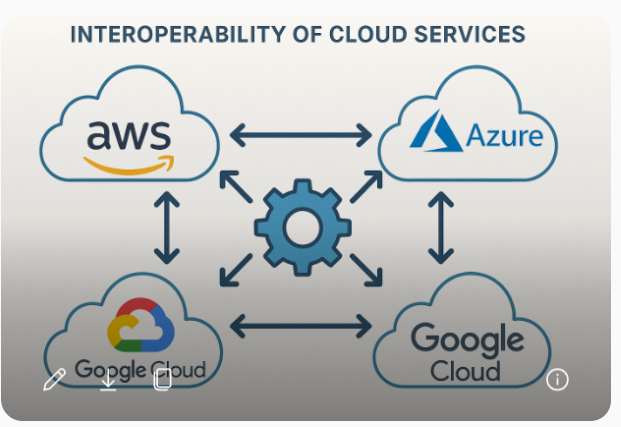 INTEROPERABILITY OF CLOUD SERVICES
aws
Azure
Google Cloud
Google
Cloud